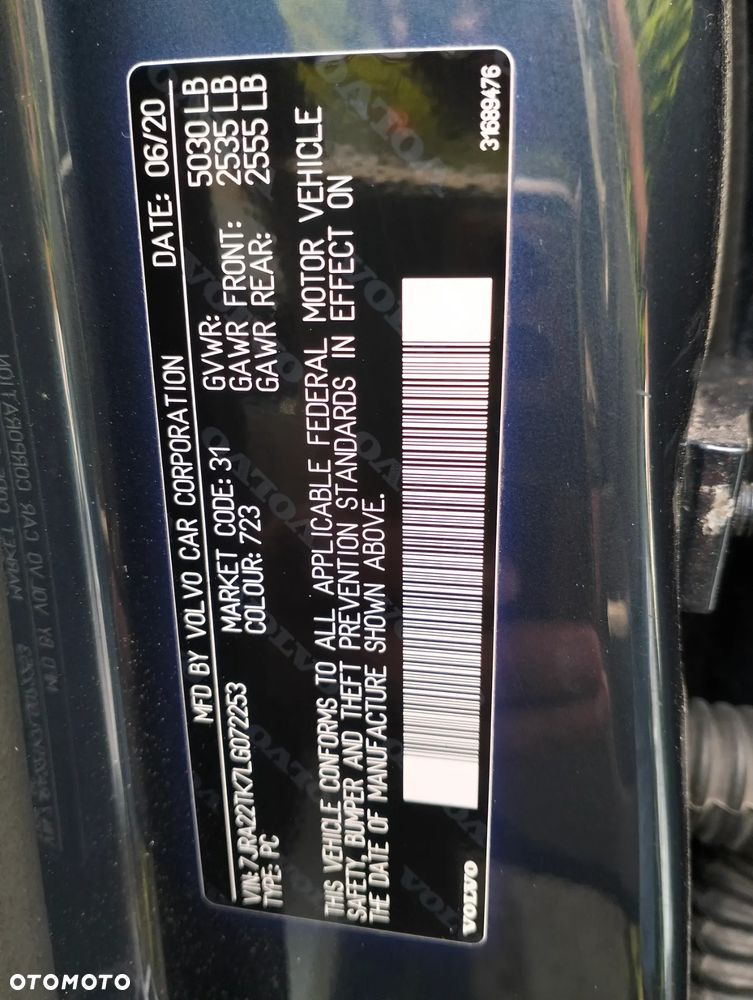 MFD BY VOLVO CAR CORPORATION DATE: 06/20
VIN: 7JRA22TK7LG072253 MARKET CODE: 31 GVWR: 5030 LB
TYPE: PC COLOUR: 723 GAWR FRONT: 2535 LB
GAWR REAR: 2555 LB
THIS VEHICLE CONFORMS TO ALL APPLICABLE FEDERAL MOTOR VEHICLE
SAFETY, BUMPER AND THEFT PREVENTION STANDARDS IN EFFECT ON
THE DATE OF MANUFACTURE SHOWN ABOVE.
VOLVO 31689476
OTOMOTO